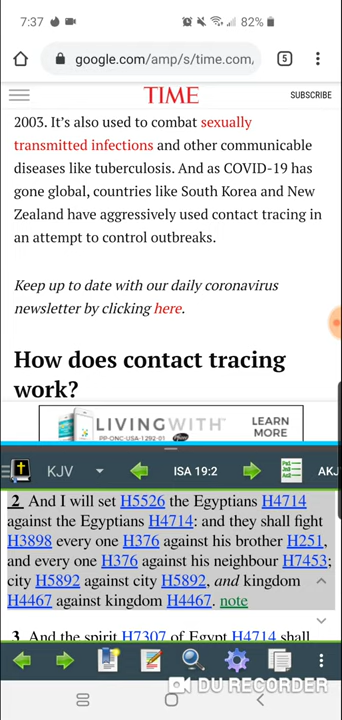 7:37
82%
google.com/amp/s/time.com,
5
TIME
SUBSCRIBE
2003. It's also used to combat sexually
transmitted infections and other communicable
diseases like tuberculosis. And as COVID-19 has
gone global, countries like South Korea and New
Zealand have aggressively used contact tracing in
an attempt to control outbreaks.
Keep up to date with our daily coronavirus
newsletter by clicking here.
How does contact tracing
work?
LIVINGWITH
LEARN
MORE
PP-ONC-USA-1292-01
Pfizer
KJV
ISA 19:2
AKJ
2 And I will set H5526 the Egyptians H4714
against the Egyptians H4714: and they shall fight
H3898 every one H376 against his brother H251,
and every one H376 against his neighbour H7453;
city H5892 against city H5892, and kingdom
H4467 against kingdom H4467. note
3 And the spirit H7307 of Egypt H4714 shall
DU RECORDER